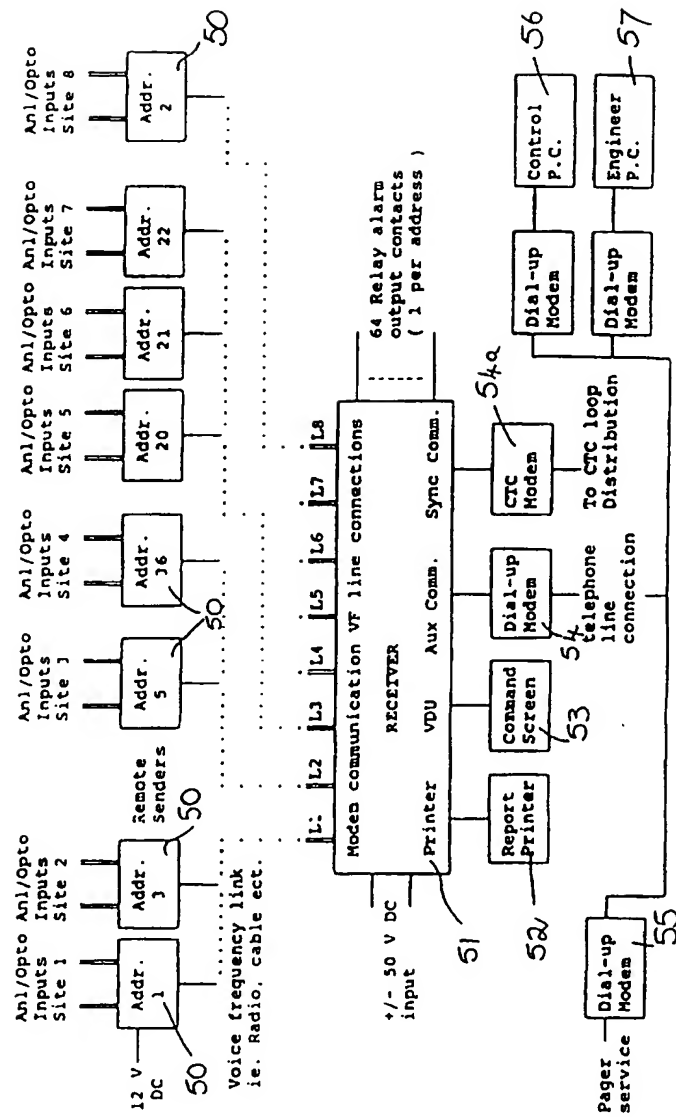 Anl/Opto
Inputs
Site 1
Anl/Opto
Inputs
Site 2
Anl/Opto
Inputs
Site 3
Anl/Opto
Inputs
Site 4
Anl/Opto
Inputs
Site 5
Anl/Opto
Inputs
Site 6
Anl/Opto
Inputs
Site 7
Anl/Opto
Inputs
Site 8
12 V
DC
Addr.
1
50
Addr.
3
50
Remote
Senders
Addr.
5
50
Addr.
36
Addr.
20
Addr.
21
Addr.
22
Addr.
2
50
Voice frequency link
ie. Radio, cable ect.
L1
L2
L3
L4
L5
L6
L7
L8
Modem communication VF line connections
RECEIVER
Printer
VDU
Aux Comm.
Sync Comm.
+/- 50 V DC
input
51
64 Relay alarm
output contacts
( 1 per address )
Report
Printer
52
Command
Screen
53
Dial-up
Modem
54
telephone
line
connection
CTC
Modem
54a
To CTC loop
Distribution
Dial-up
Modem
Control
P.C.
56
Dial-up
Modem
Engineer
P.C.
57
Pager
service
Dial-up
Modem
55